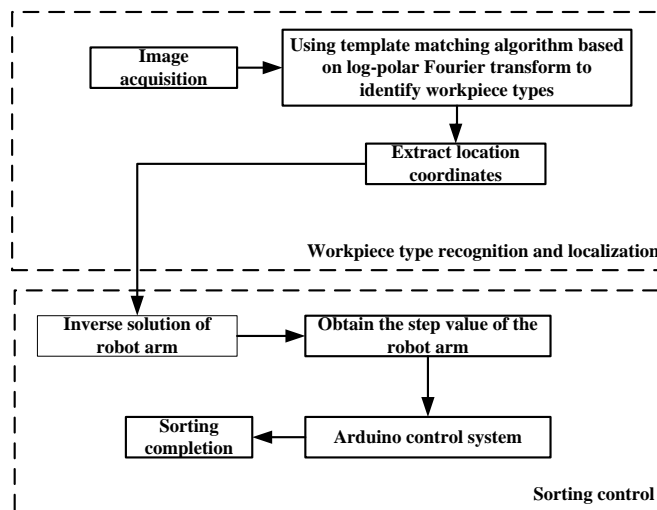 Image
acquisition
Using template matching algorithm based
on log-polar Fourier transform to
identify workpiece types
Extract location
coordinates
Workpiece type recognition and localization
Inverse solution of
robot arm
Obtain the step value of the
robot arm
Sorting
completion
Arduino control system
Sorting control